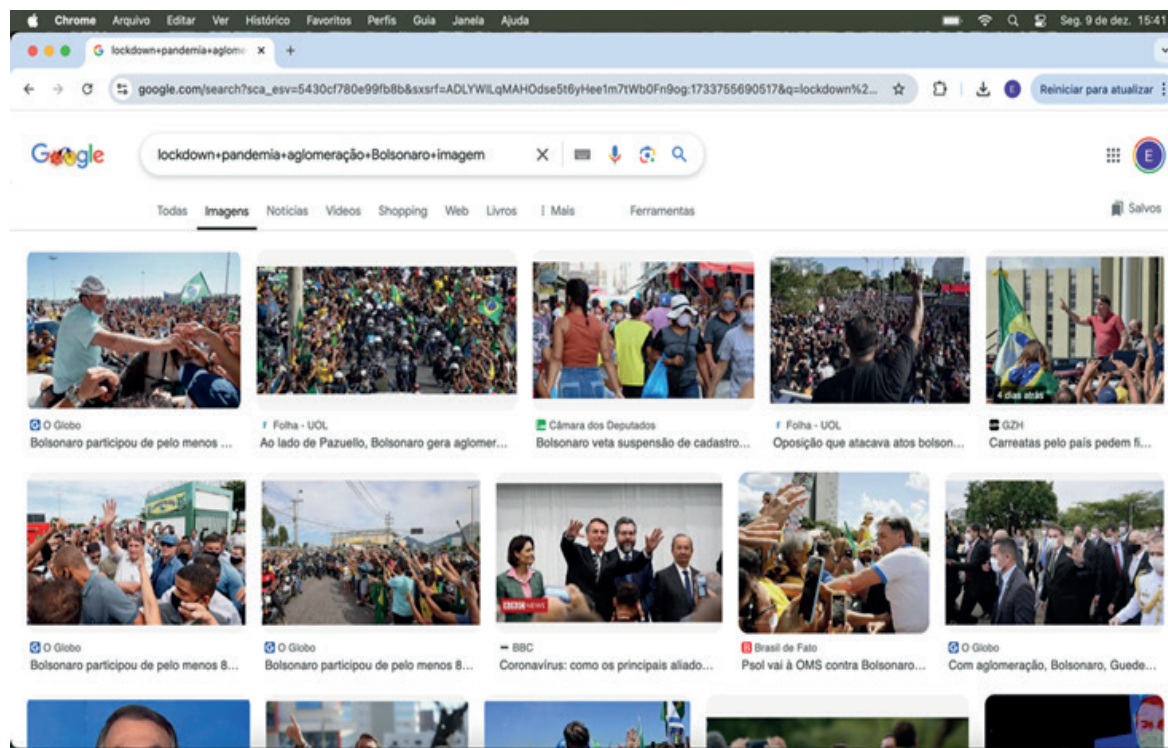 Chrome Arquivo Editar Ver Histórico Favoritos Perfis Guia Janela Ajuda Seg. 9 de dez. 15:41
lockdown+pandemia+aglome
google.com/search?sca_esv=5430cf780e99fb8b&sxsrf=ADLYWILqMAHOdse5t6yHee1m7tWb0Fn9og:1733755690517&q=lockdown%2... Reiniciar para atualizar
Google lockdown+pandemia+aglomeração+Bolsonaro+imagem E
Todas Imagens Noticias Videos Shopping Web Livros Mais Ferramentas Salvos
4 dias atrás
O Globo Folha - UOL Câmara dos Deputados Folha - UOL GZH
Bolsonaro participou de pelo menos ... Ao lado de Pazuello, Bolsonaro gera aglomer... Bolsonaro veta suspensão de cadastro... Oposição que atacava atos bolson... Carreatas pelo país pedem fi...
BBC NEWS
O Globo O Globo BBC Brasil de Fato O Globo
Bolsonaro participou de pelo menos 8... Bolsonaro participou de pelo menos 8... Coronavírus: como os principais aliado... Psol vai à OMS contra Bolsonaro... Com aglomeração, Bolsonaro, Guede...